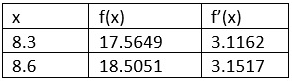 x f(x) f’(x)
8.3 17.5649 3.1162
8.6 18.5051 3.1517